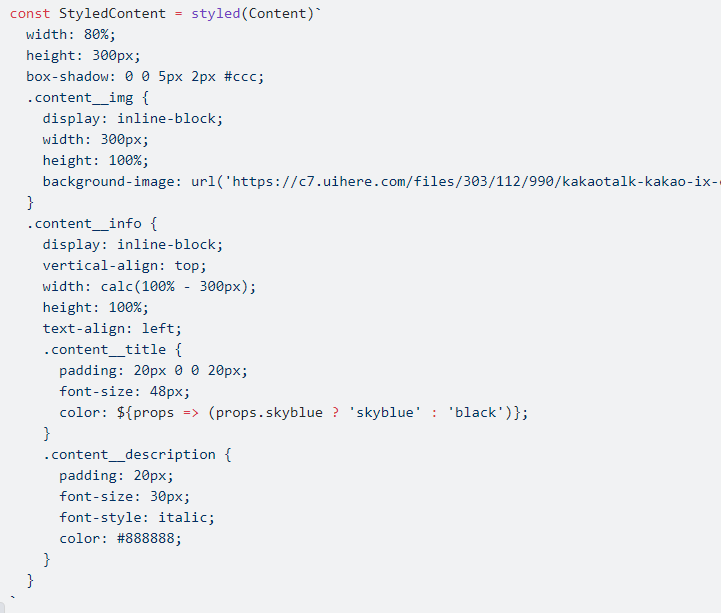 const StyledContent = styled(Content)`
  width: 80%;
  height: 300px;
  box-shadow: 0 0 5px 2px #ccc;
  .content__img {
    display: inline-block;
    width: 300px;
    height: 100%;
    background-image: url('https://c7.uihere.com/files/303/112/990/kakaotalk-kakao-ix-
  }
  .content__info {
    display: inline-block;
    vertical-align: top;
    width: calc(100% - 300px);
    height: 100%;
    text-align: left;
    .content__title {
      padding: 20px 0 0 20px;
      font-size: 48px;
      color: ${props => (props.skyblue ? 'skyblue' : 'black')};
    }
    .content__description {
      padding: 20px;
      font-size: 30px;
      font-style: italic;
      color: #888888;
    }
  }
`